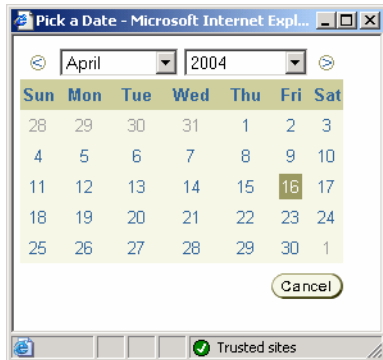 Pick a Date - Microsoft Internet Expl...
April 2004
Sun Mon Tue Wed Thu Fri Sat
28 29 30 31 1 2 3
4 5 6 7 8 9 10
11 12 13 14 15 16 17
18 19 20 21 22 23 24
25 26 27 28 29 30 1
Cancel
Trusted sites